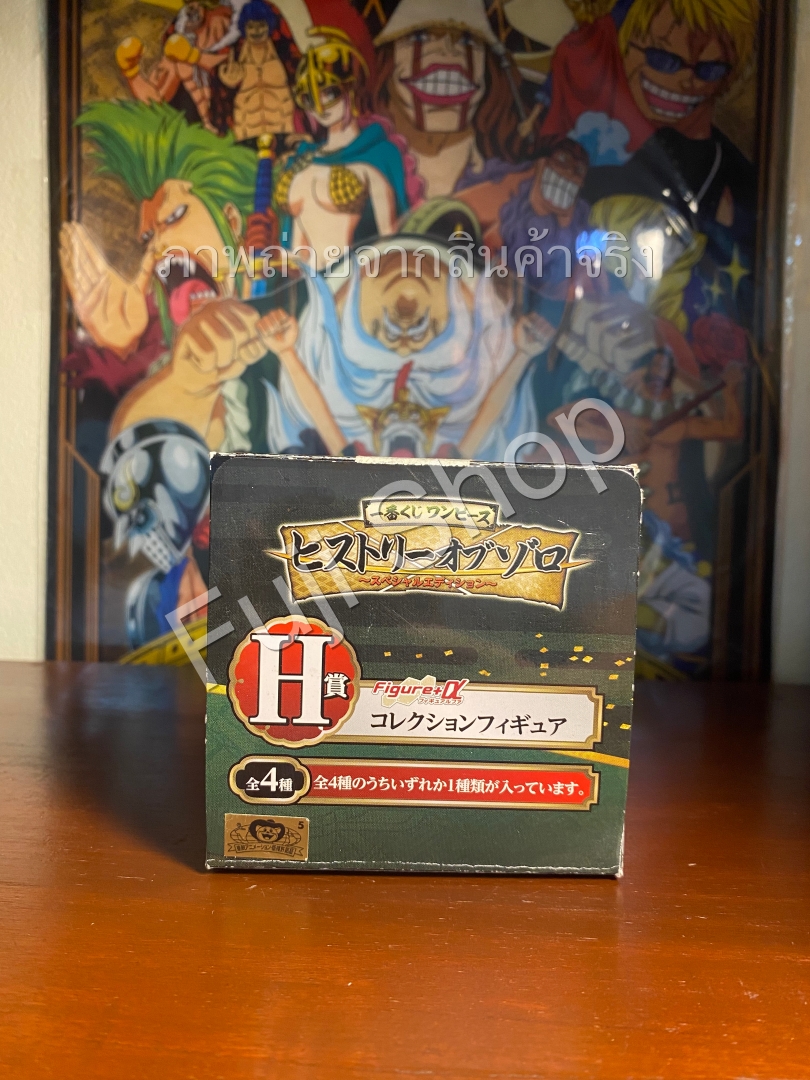 ภาพถ่ายจากสินค้าจริง
Fuji Shop
一番くじ ワンピース
ヒストリーオブゾロ
～スペシャルエディション～
H賞
Figure+α
フィギュアルファ
コレクションフィギュア
全4種
全4種のうちいずれか1種類が入っています。
5